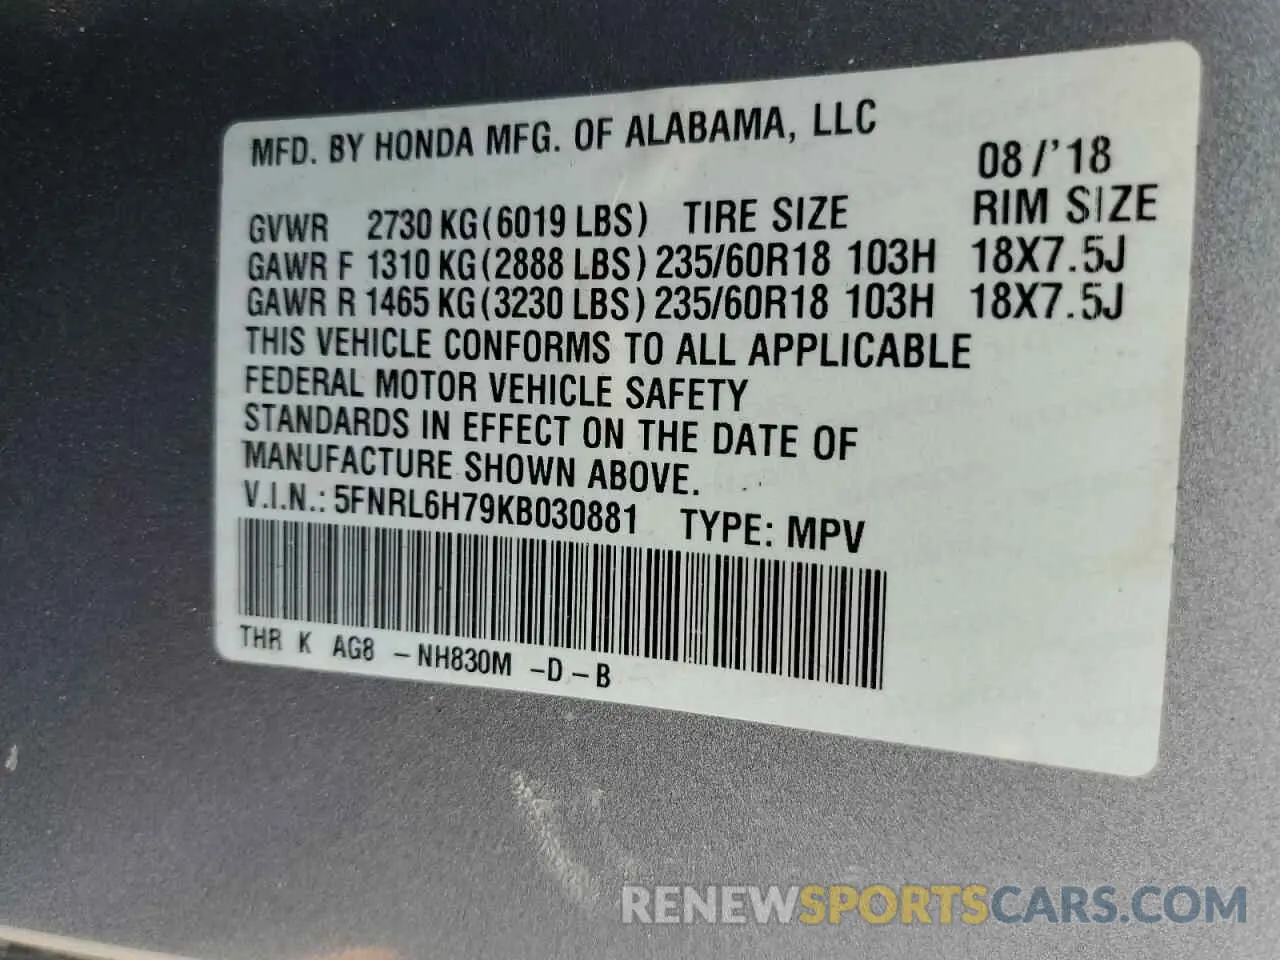 MFD. BY HONDA MFG. OF ALABAMA, LLC
08/'18
GVWR 2730 KG(6019 LBS) TIRE SIZE RIM SIZE
GAWR F 1310 KG(2888 LBS) 235/60R18 103H 18X7.5J
GAWR R 1465 KG(3230 LBS) 235/60R18 103H 18X7.5J
THIS VEHICLE CONFORMS TO ALL APPLICABLE
FEDERAL MOTOR VEHICLE SAFETY
STANDARDS IN EFFECT ON THE DATE OF
MANUFACTURE SHOWN ABOVE.
V.I.N.: 5FNRL6H79KB030881 TYPE: MPV
THR K AG8 -NH830M -D-B
RENEWSPORTSCARS.COM